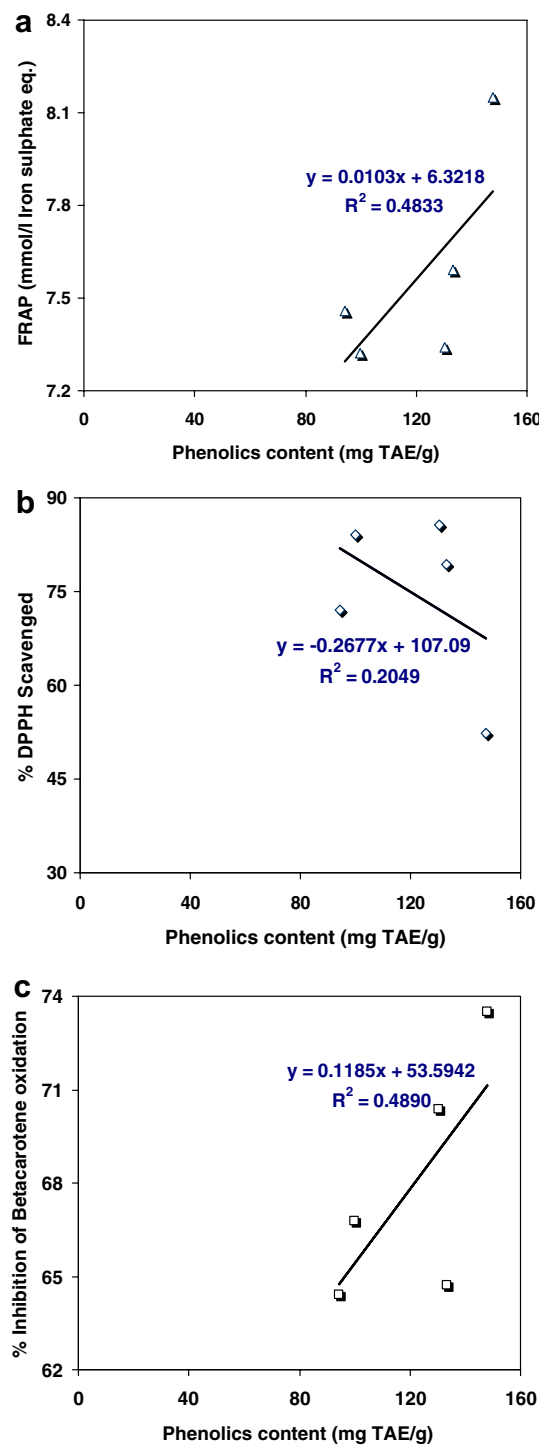 a
8.4
8.1
7.8
7.5
7.2
FRAP (mmol/l Iron sulphate eq.)
y = 0.0103x + 6.3218
R² = 0.4833
0 40 80 120 160
Phenolics content (mg TAE/g)
b
90
75
60
45
30
% DPPH Scavenged
y = -0.2677x + 107.09
R² = 0.2049
0 40 80 120 160
Phenolics content (mg TAE/g)
c
74
71
68
65
62
% Inhibition of Betacarotene oxidation
y = 0.1185x + 53.5942
R² = 0.4890
0 40 80 120 160
Phenolics content (mg TAE/g)